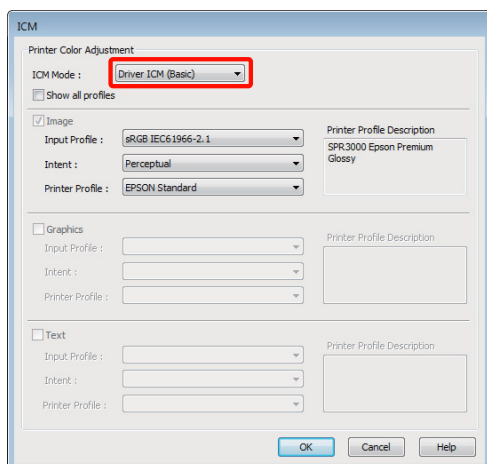 ICM
Printer Color Adjustment
ICM Mode : Driver ICM (Basic)
Show all profiles
Image
Input Profile : sRGB IEC61966-2.1
Intent : Perceptual
Printer Profile : EPSON Standard
Printer Profile Description
SPR3000 Epson Premium
Glossy
Graphics
Input Profile :
Intent :
Printer Profile :
Printer Profile Description
Text
Input Profile :
Intent :
Printer Profile :
Printer Profile Description
OK Cancel Help